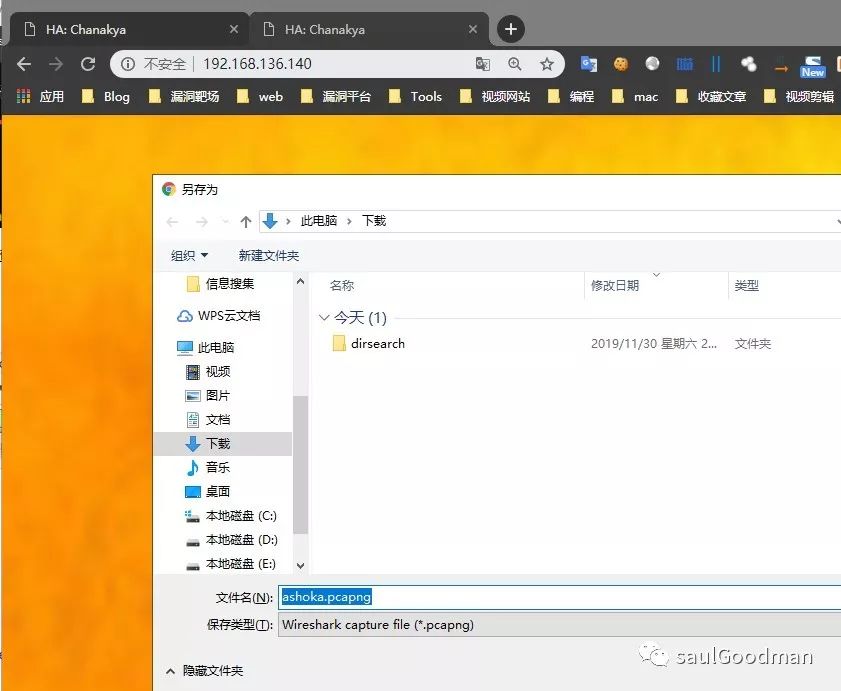 HA: Chanakya HA: Chanakya
不安全 192.168.136.140
New
应用 Blog 漏洞靶场 web 漏洞平台 Tools 视频网站 编程 mac 收藏文章 视频剪辑
另存为
此电脑 下载
组织 新建文件夹
信息搜集 名称 修改日期 类型
WPS云文档
今天 (1)
此电脑 dirsearch 2019/11/30 星期六 2... 文件夹
视频
图片
文档
下载
音乐
桌面
本地磁盘 (C:)
本地磁盘 (D:)
本地磁盘 (E:)
文件名(N): ashoka.pcapng
保存类型(T): Wireshark capture file (*.pcapng)
saulGoodman
隐藏文件夹